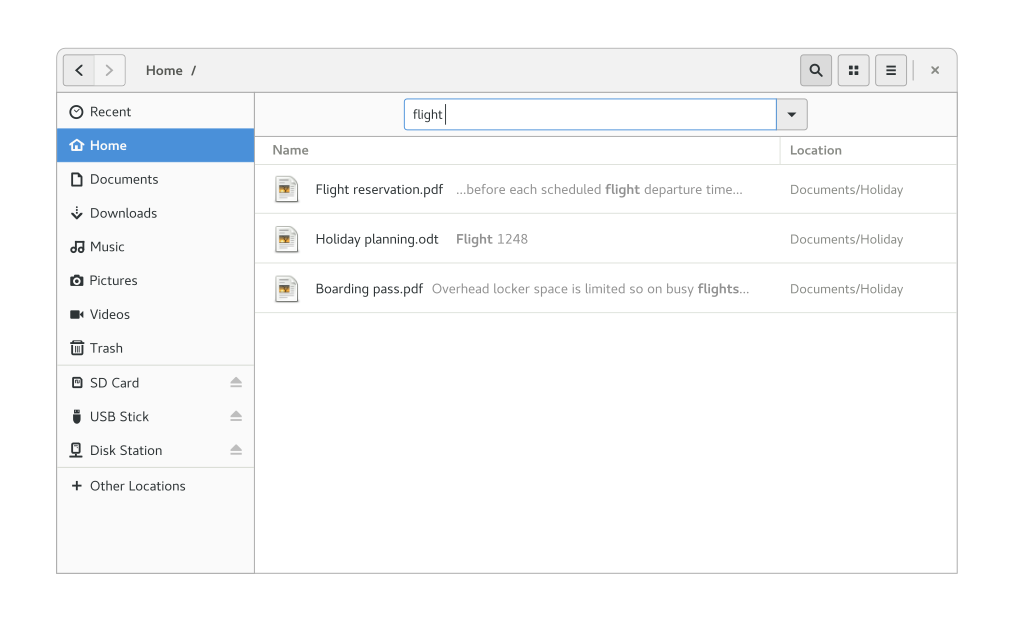 Home /
Recent
Home
Documents
Downloads
Music
Pictures
Videos
Trash
SD Card
USB Stick
Disk Station
Other Locations
flight
Name Location
Flight reservation.pdf ...before each scheduled flight departure time... Documents/Holiday
Holiday planning.odt Flight 1248 Documents/Holiday
Boarding pass.pdf Overhead locker space is limited so on busy flights... Documents/Holiday